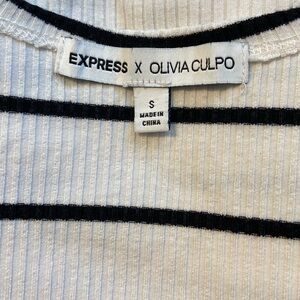 EXPRESS X OLIVIA CULPO
S
MADE IN
CHINA